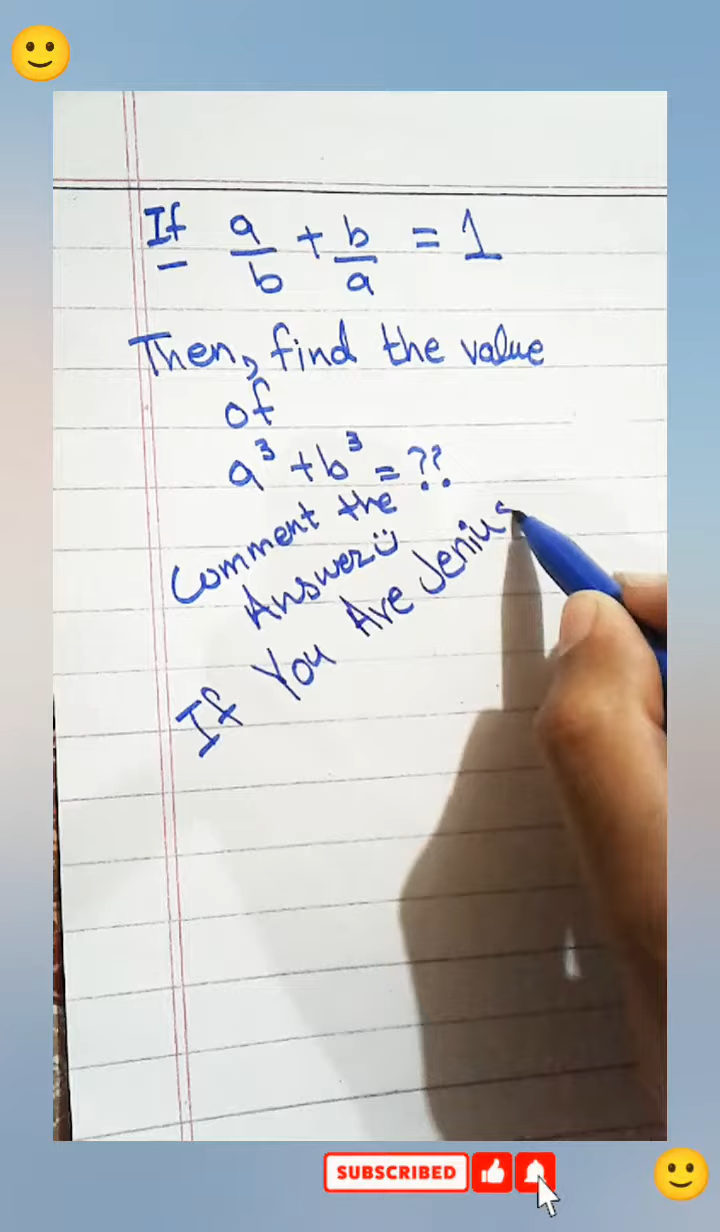 If a/b + b/a = 1
Then, find the value
of
a³ + b³ = ??
Comment the
Answer
If You Are Jenius
SUBSCRIBED